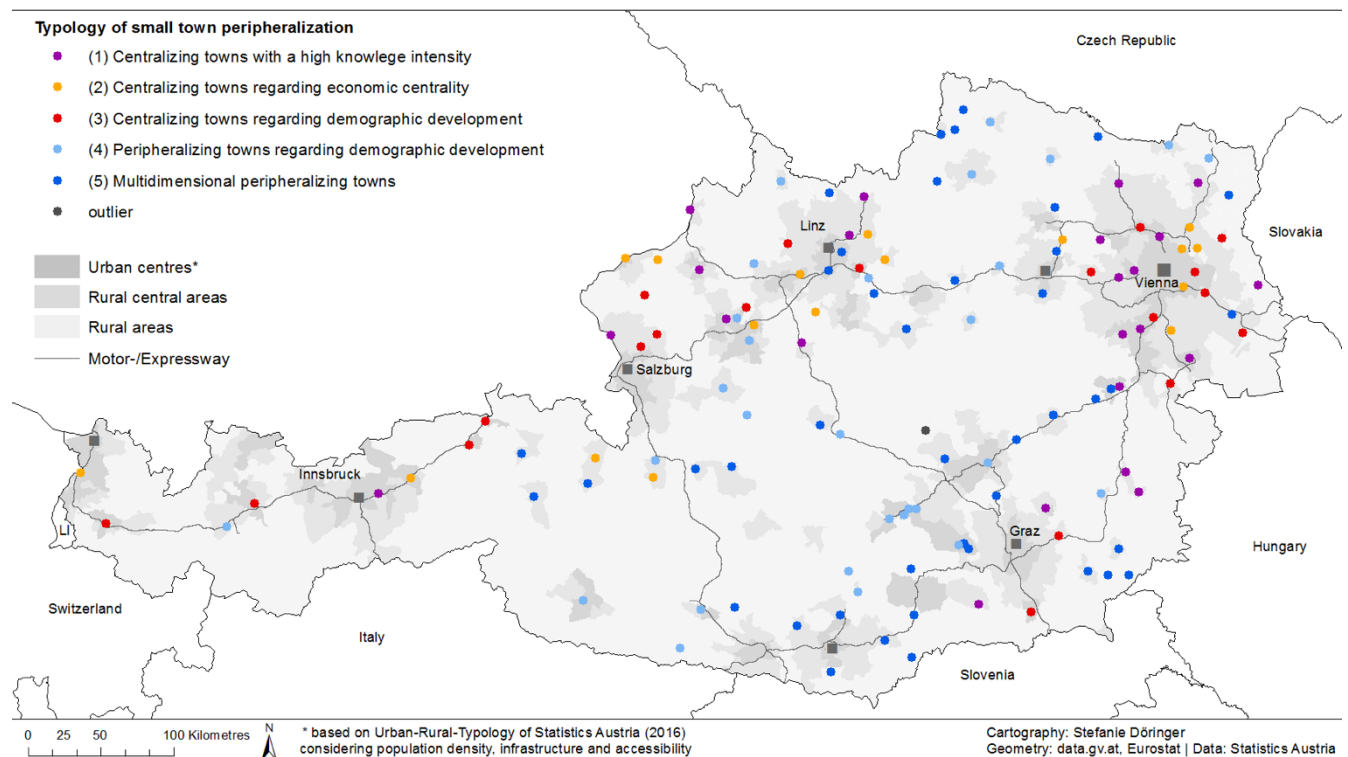 Typology of small town peripheralization
(1) Centralizing towns with a high knowlege intensity
(2) Centralizing towns regarding economic centrality
(3) Centralizing towns regarding demographic development
(4) Peripheralizing towns regarding demographic development
(5) Multidimensional peripheralizing towns
outlier
Urban centres*
Rural central areas
Rural areas
Motor-/Expressway
Czech Republic
Linz
Slovakia
Vienna
Salzburg
Innsbruck
LI
Graz
Hungary
Switzerland
Italy
Slovenia
0 25 50 100 Kilometres
N
* based on Urban-Rural-Typology of Statistics Austria (2016)
considering population density, infrastructure and accessibility
Cartography: Stefanie Döringer
Geometry: data.gv.at, Eurostat | Data: Statistics Austria